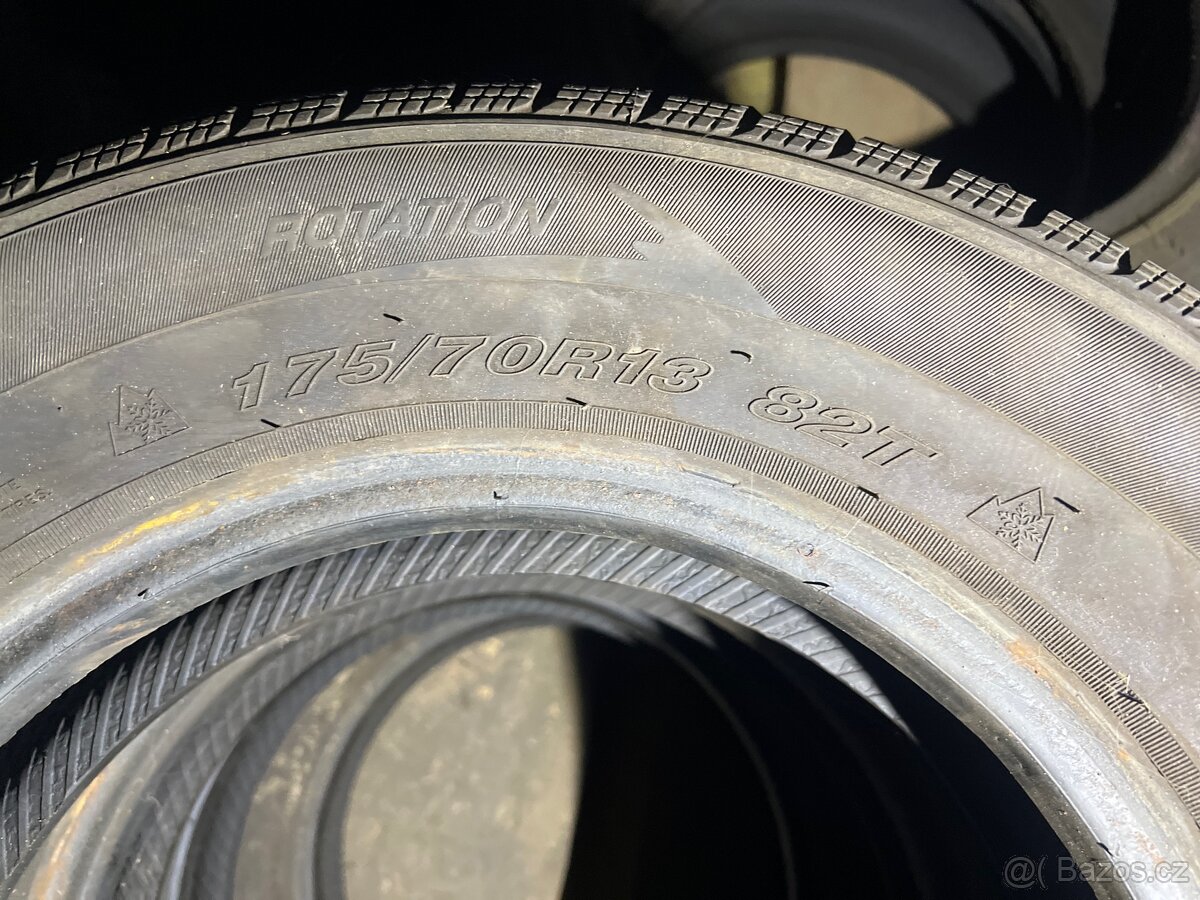 ROTATION
175/70R13 82T
@( Bazos.cz